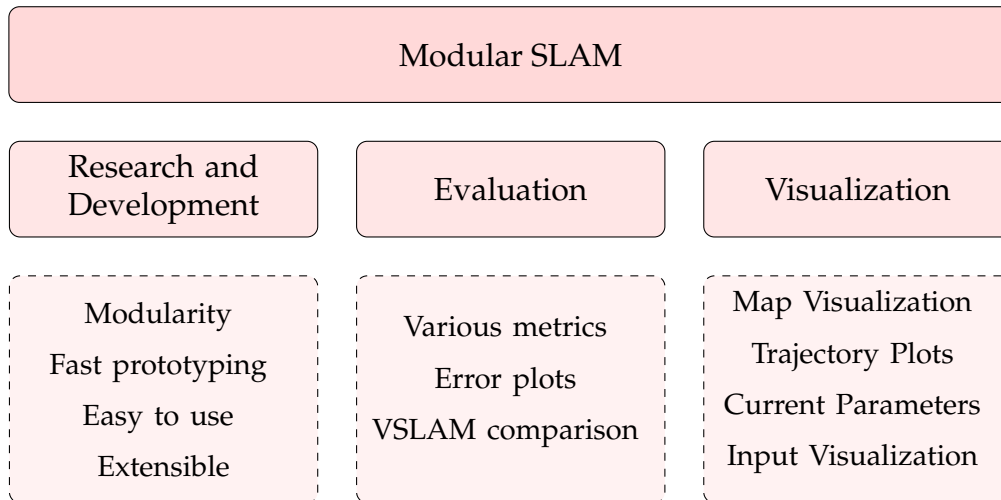 Modular SLAM
Research and
Development
Evaluation
Visualization
Modularity
Fast prototyping
Easy to use
Extensible
Various metrics
Error plots
VSLAM comparison
Map Visualization
Trajectory Plots
Current Parameters
Input Visualization